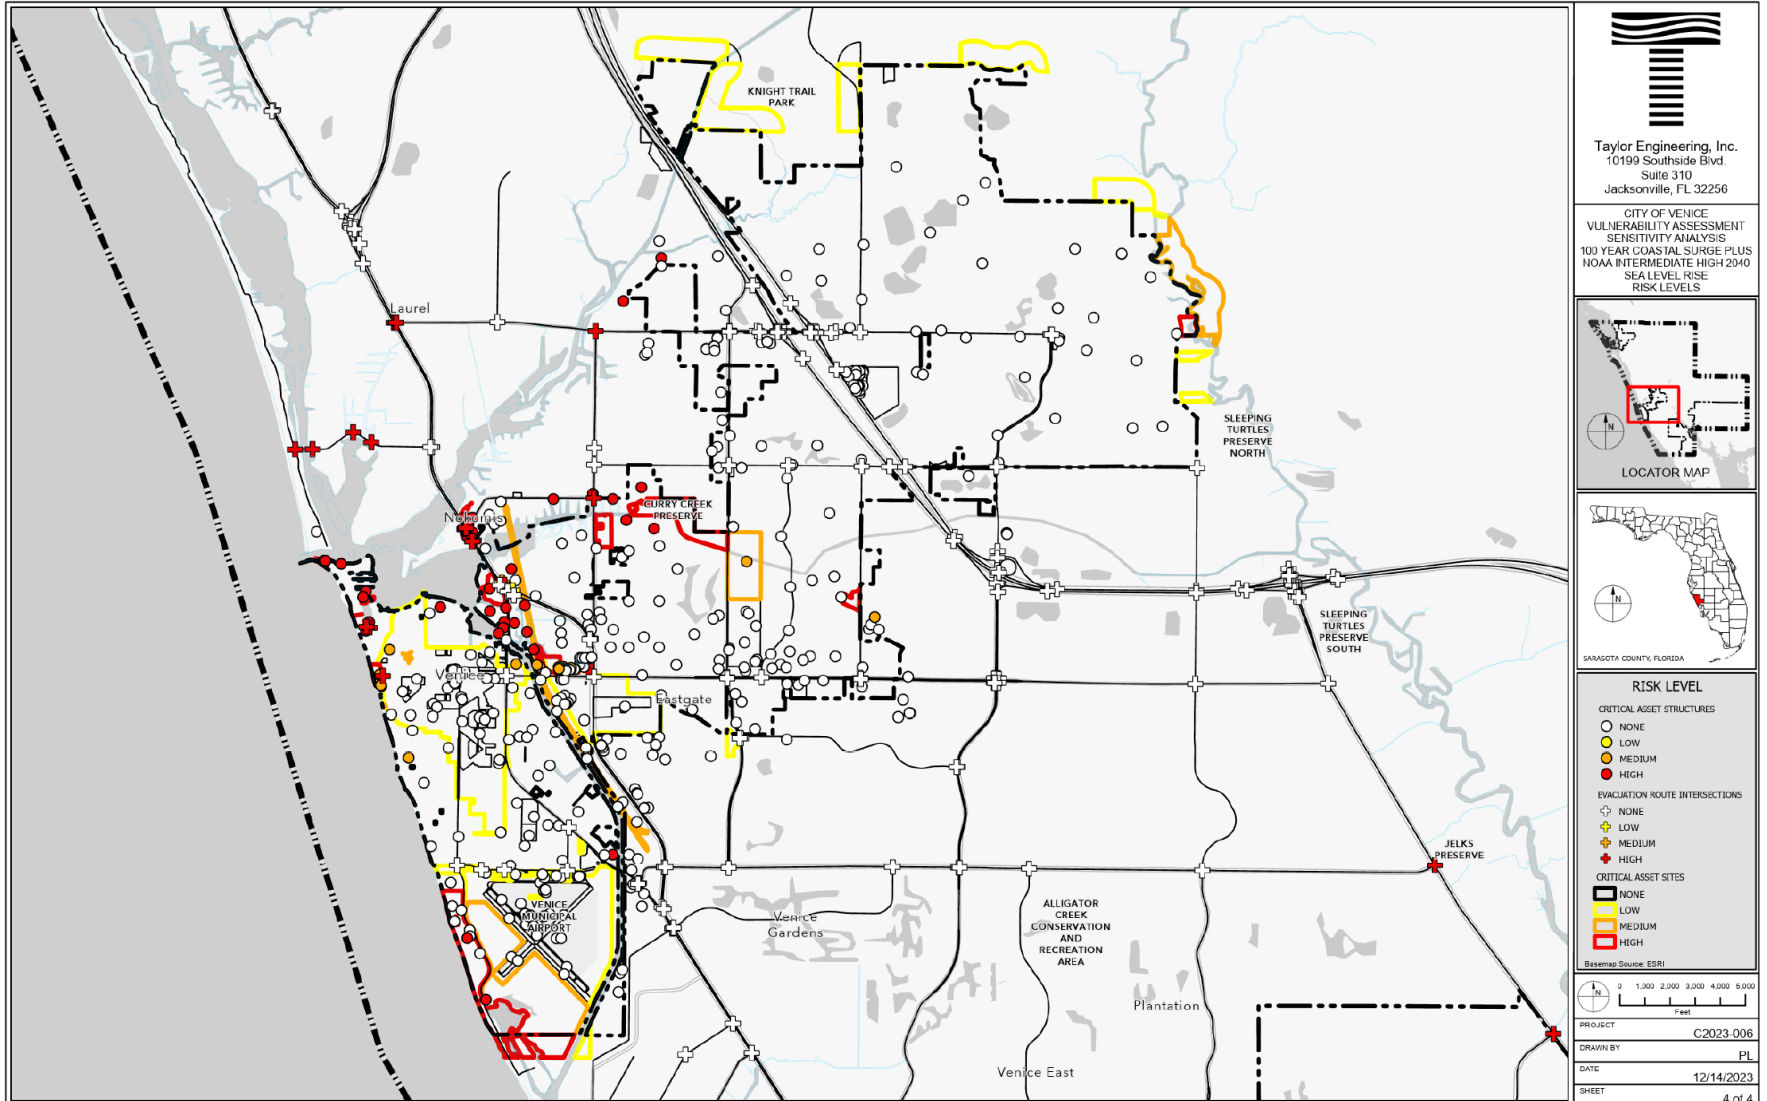 KNIGHT TRAIL
PARK
Laurel
SLEEPING
TURTLES
PRESERVE
NORTH
CURRY CREEK
PRESERVE
Nokomis
SLEEPING
TURTLES
PRESERVE
SOUTH
Venice
Eastgate
JELKS
PRESERVE
VENICE
MUNICIPAL
AIRPORT
Venice
Gardens
ALLIGATOR
CREEK
CONSERVATION
AND
RECREATION
AREA
Plantation
Venice East
Taylor Engineering, Inc.
10199 Southside Blvd.
Suite 310
Jacksonville, FL 32256
CITY OF VENICE
VULNERABILITY ASSESSMENT
SENSITIVITY ANALYSIS
100 YEAR COASTAL SURGE PLUS
NOAA INTERMEDIATE HIGH 2040
SEA LEVEL RISE
RISK LEVELS
N
LOCATOR MAP
N
SARASOTA COUNTY, FLORIDA
RISK LEVEL
CRITICAL ASSET STRUCTURES
NONE
LOW
MEDIUM
HIGH
EVACUATION ROUTE INTERSECTIONS
NONE
LOW
MEDIUM
HIGH
CRITICAL ASSET SITES
NONE
LOW
MEDIUM
HIGH
Basemap Source: ESRI
N
0 1,000 2,000 3,000 4,000 5,000
Feet
PROJECT
C2023-006
DRAWN BY
PL
DATE
12/14/2023
SHEET
4 of 4